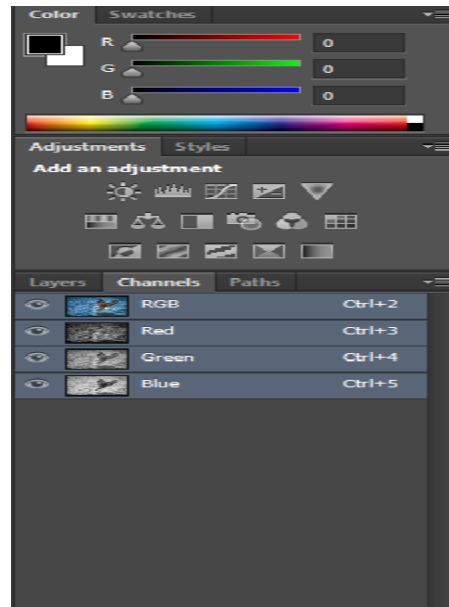 Color Swatches
R 0
G 0
B 0
Adjustments Styles
Add an adjustment
Layers Channels Paths
RGB Ctrl+2
Red Ctrl+3
Green Ctrl+4
Blue Ctrl+5